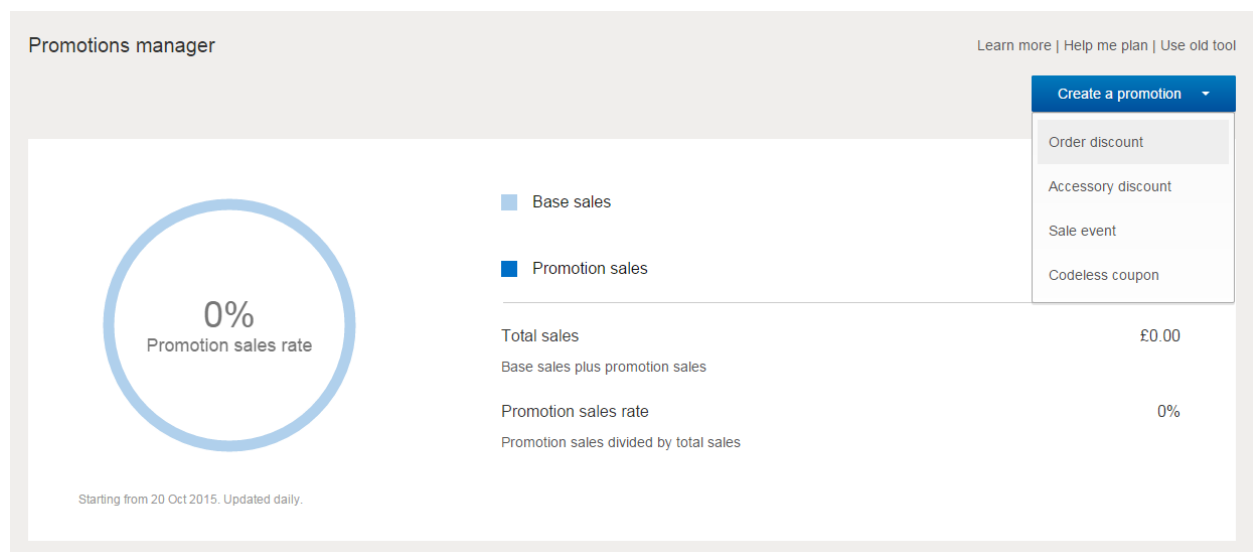 Promotions manager
Learn more | Help me plan | Use old tool
Create a promotion
Order discount
Accessory discount
Sale event
Codeless coupon
0%
Promotion sales rate
Starting from 20 Oct 2015. Updated daily.
Base sales
Promotion sales
Total sales £0.00
Base sales plus promotion sales
Promotion sales rate 0%
Promotion sales divided by total sales